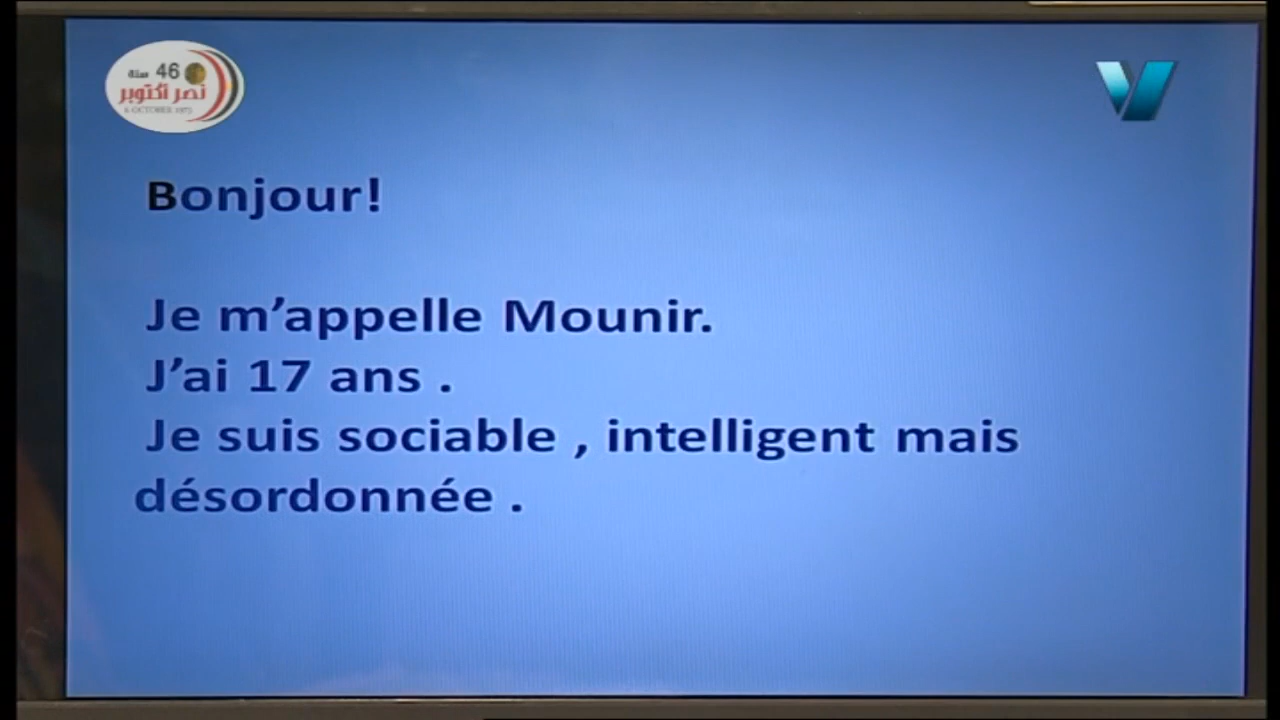 46 سنة
نصر أكتوبر
6 OCTOBER 1973
Bonjour!
Je m’appelle Mounir.
J’ai 17 ans .
Je suis sociable , intelligent mais
désordonnée .